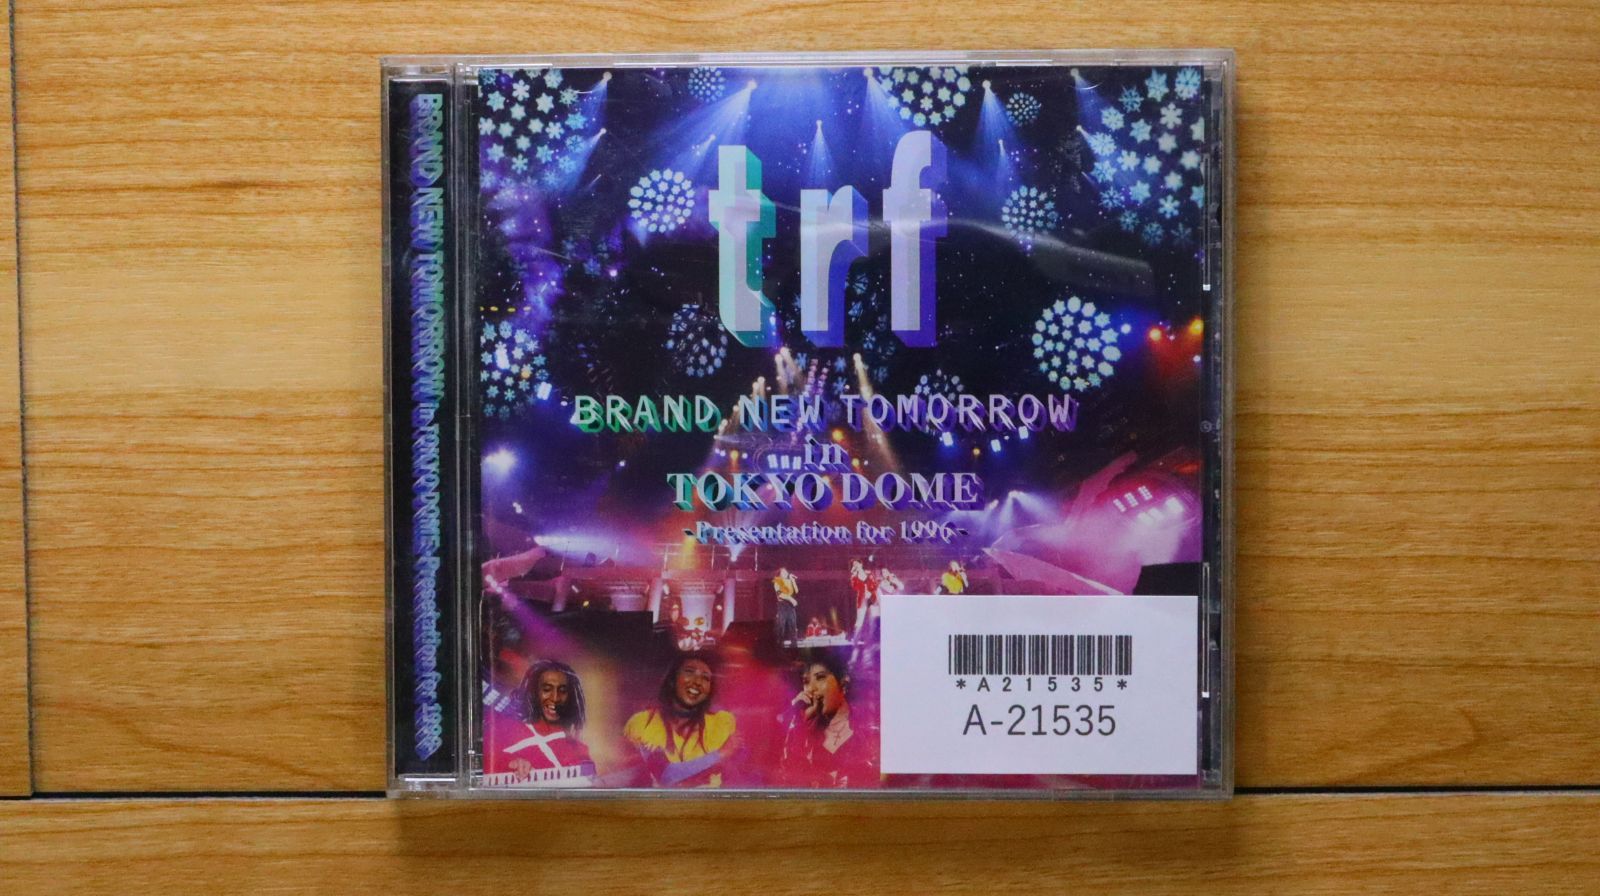 BRAND NEW TOMORROW in TOKYO DOME-Presentation for 1996-
trf
BRAND NEW TOMORROW
in
TOKYO DOME
-Presentation for 1996-
*A21535*
A-21535